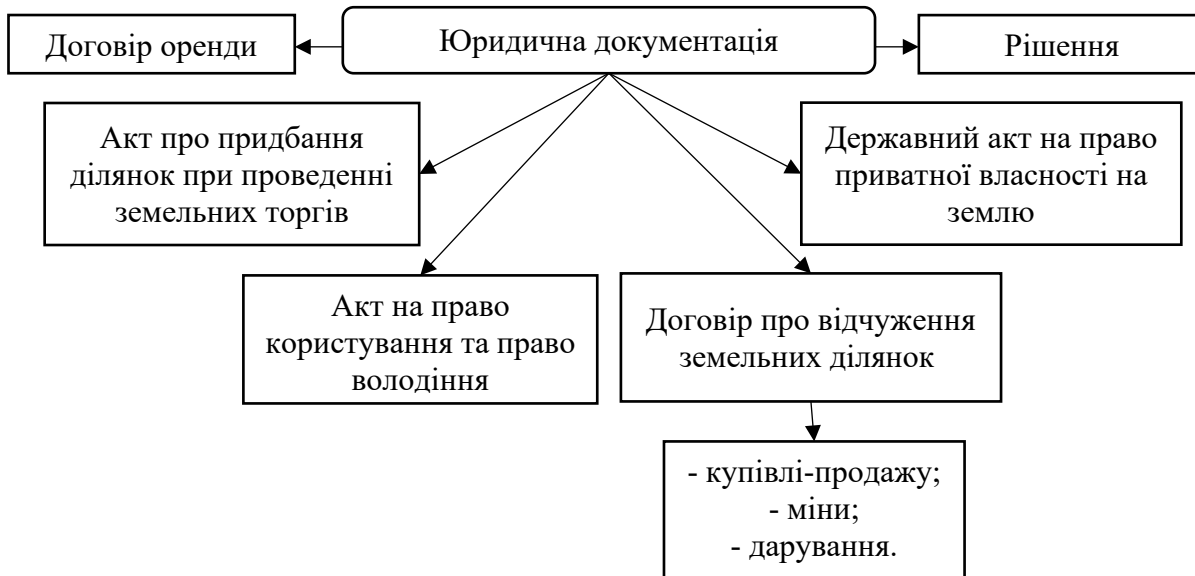 Договір оренди
Юридична документація
Рішення
Акт про придбання
ділянок при проведенні
земельних торгів
Державний акт на право
приватної власності на
землю
Акт на право
користування та право
володіння
Договір про відчуження
земельних ділянок
- купівлі-продажу;
- міни;
- дарування.